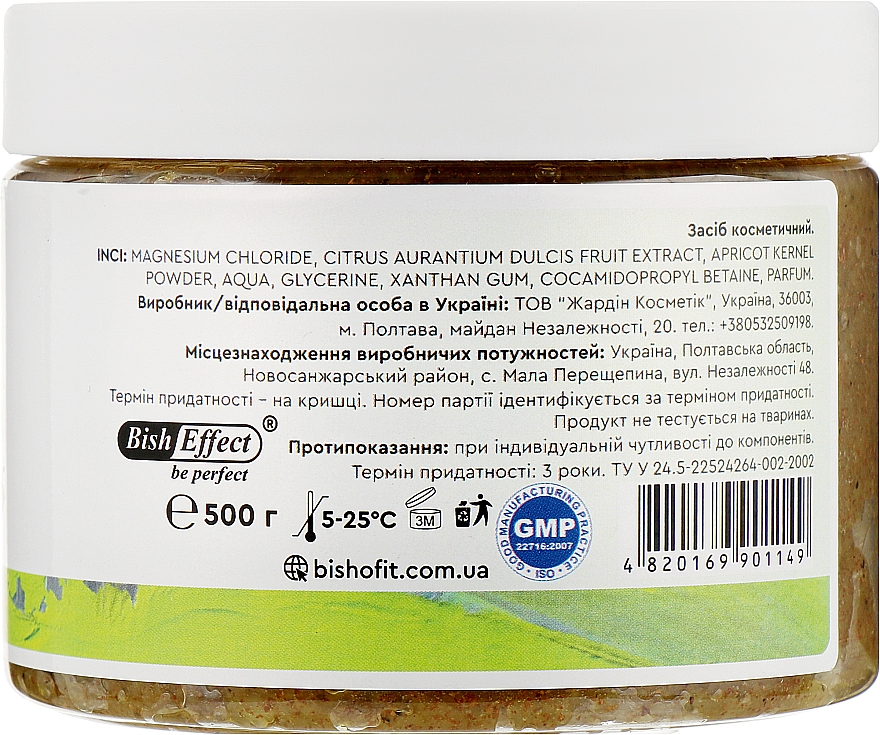 Засіб косметичний.
INCI: MAGNESIUM CHLORIDE, CITRUS AURANTIUM DULCIS FRUIT EXTRACT, APRICOT KERNEL
POWDER, AQUA, GLYCERINE, XANTHAN GUM, COCAMIDOPROPYL BETAINE, PARFUM.
Виробник/відповідальна особа в Україні: ТОВ "Жардін Косметік", Україна, 36003,
м. Полтава, майдан Незалежності, 20. тел.: +380532509198.
Місцезнаходження виробничих потужностей: Україна, Полтавська область,
Новосанжарський район, с. Мала Перещепина, вул. Незалежності 48.
Термін придатності – на кришці. Номер партії ідентифікується за терміном придатності.
Продукт не тестується на тваринах.
Протипоказання: при індивідуальній чутливості до компонентів.
Термін придатності: 3 роки. ТУ У 24.5-22524264-002-2002
Bish Effect ®
be perfect
℮ 500 г
5-25°C
3M
GOOD MANUFACTURING PRACTICE
GMP
22716:2007
• ISO •
4 820169 901149
bishofit.com.ua